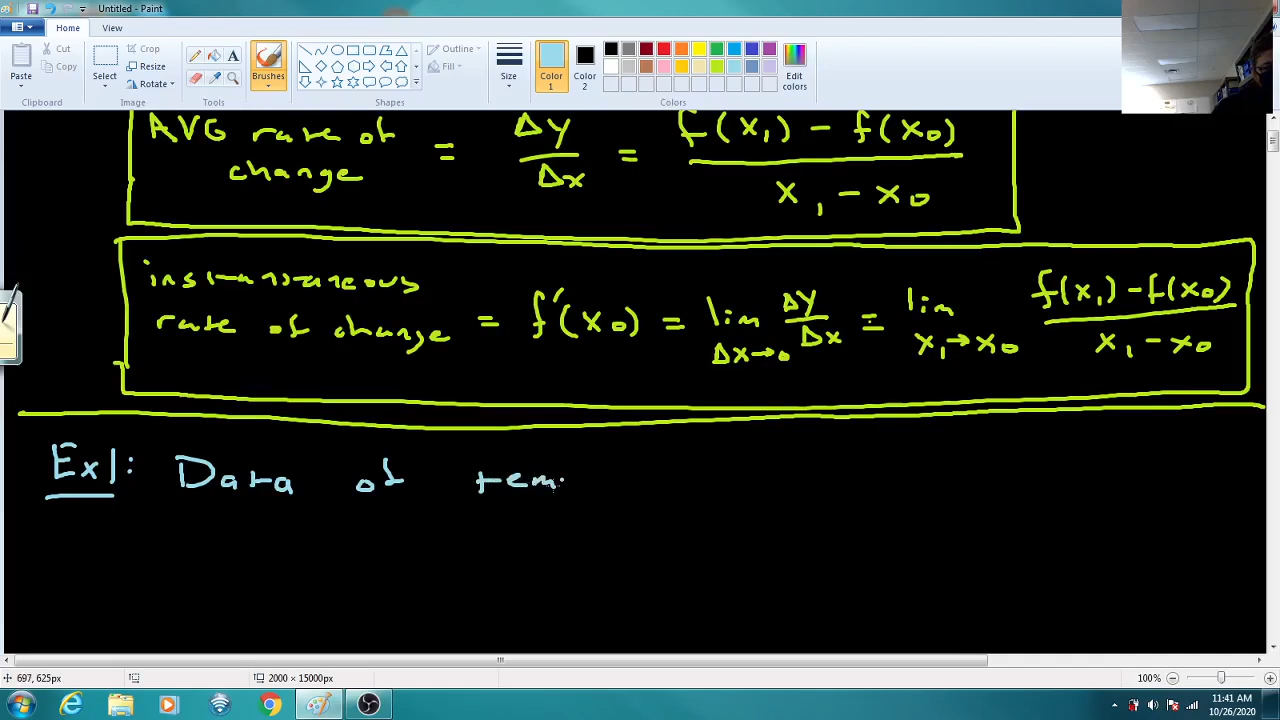 Untitled - Paint
Home View
Paste Cut Copy Clipboard
Select Crop Resize Rotate Image
Tools
Brushes
Shapes Outline Fill
Size
Color 1 Color 2 Edit colors Colors
AVG rate of change = Δy/Δx = f(x₁) - f(x₀) / x₁ - x₀
instantaneous
rate of change = f'(x₀) = lim Δx→0 Δy/Δx = lim x₁→x₀ f(x₁) - f(x₀) / x₁ - x₀
Ex1: Data of tem
697, 625px 2000 × 15000px 100%
11:41 AM
10/26/2020